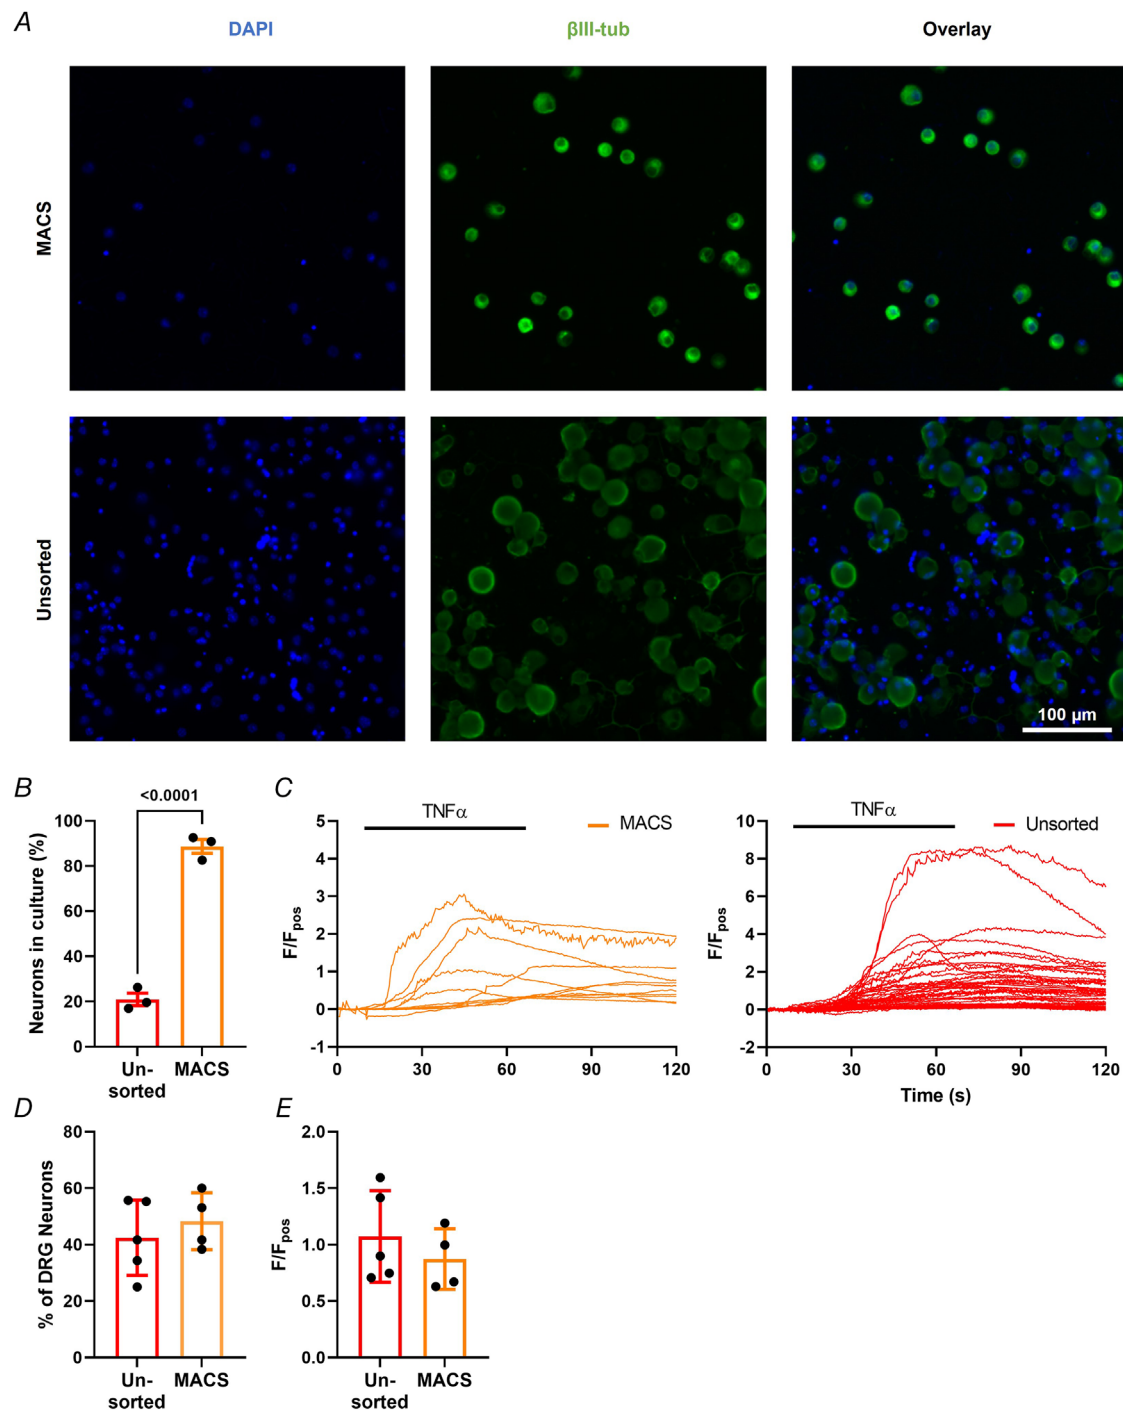 A
DAPI
βIII-tub
Overlay
MACS
Unsorted
100 µm
B
<0.0001
Neurons in culture (%)
100
80
60
40
20
0
Un-
sorted
MACS
C
TNFα
MACS
F/Fpos
5
4
3
2
1
0
-1
0
30
60
90
120
TNFα
Unsorted
F/Fpos
10
8
6
4
2
0
-2
0
30
60
90
120
Time (s)
D
% of DRG Neurons
80
60
40
20
0
Un-
sorted
MACS
E
F/Fpos
2.0
1.5
1.0
0.5
0.0
Un-
sorted
MACS